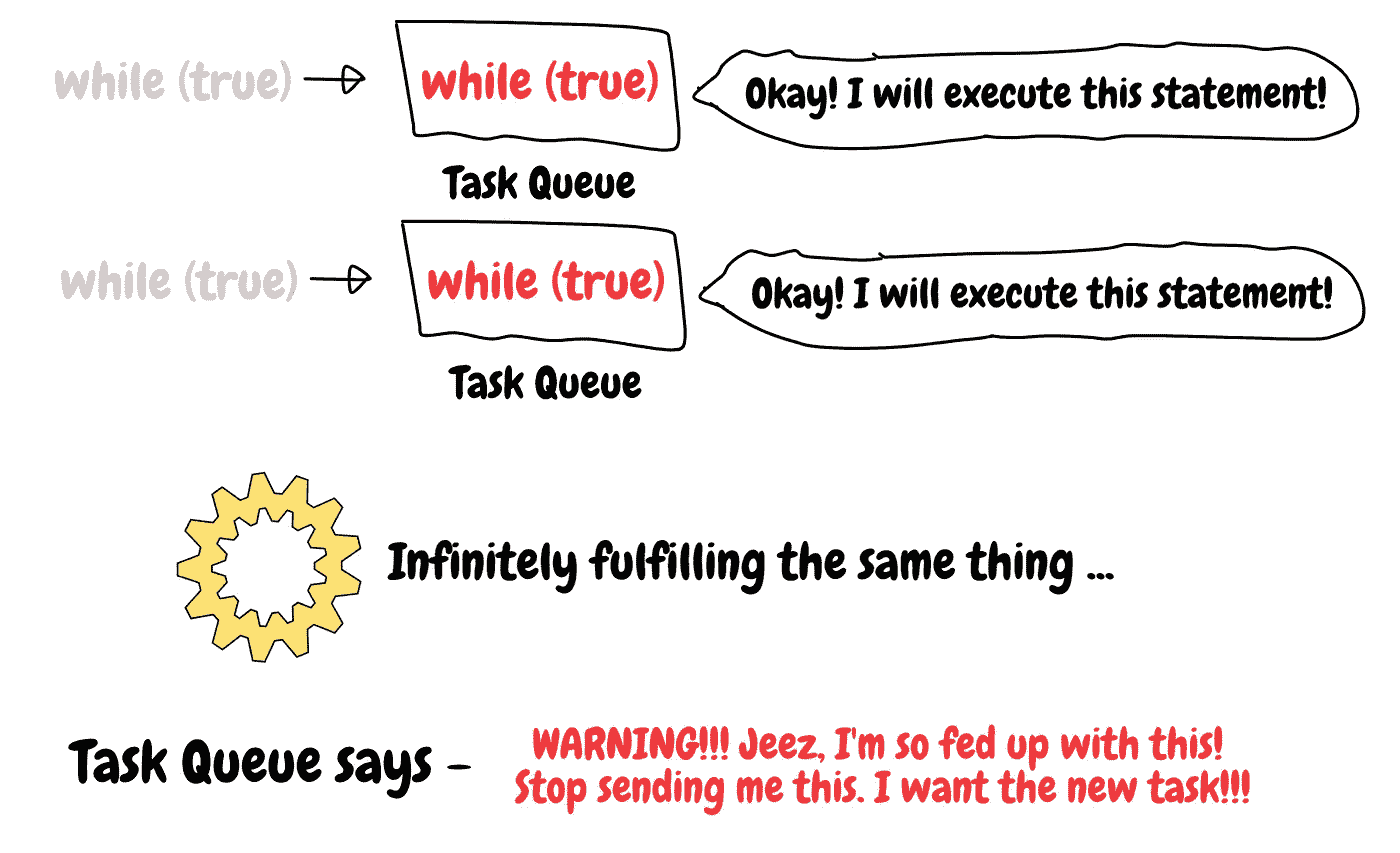 while (true)
while (true)
Okay! I will execute this statement!
Task Queue
while (true)
while (true)
Okay! I will execute this statement!
Task Queue
Infinitely fulfilling the same thing ...
Task Queue says -
WARNING!!! Jeez, I'm so fed up with this!
Stop sending me this. I want the new task!!!